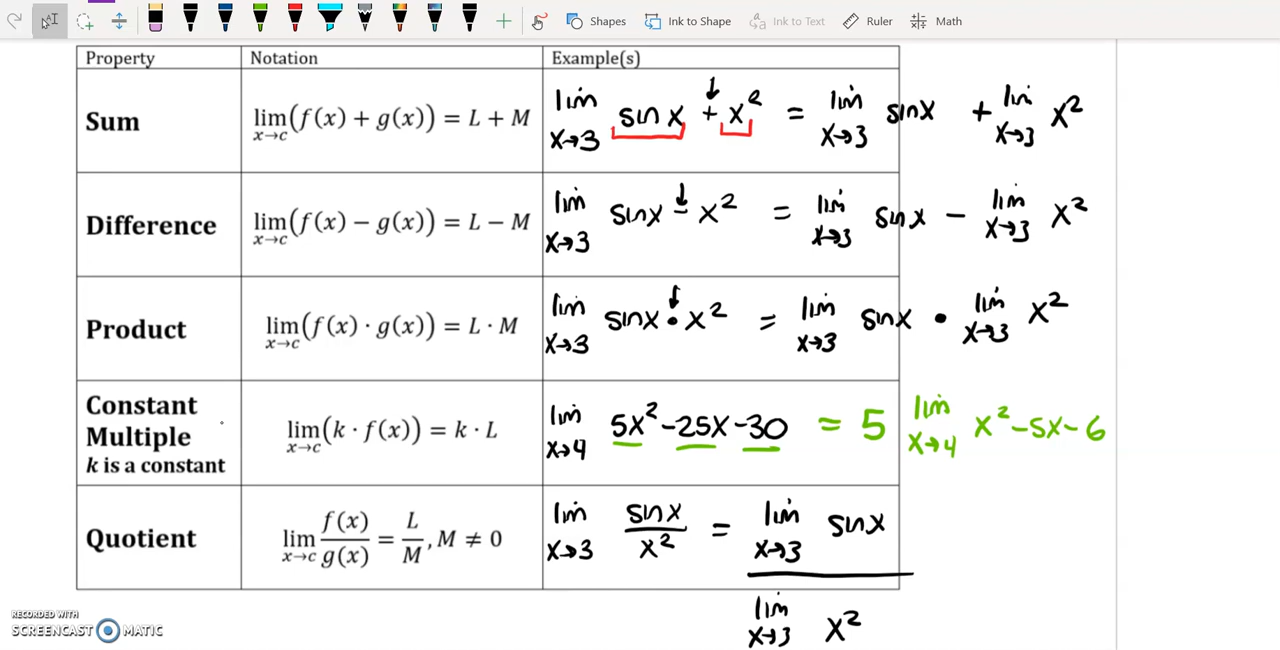 Shapes Ink to Shape Ink to Text Ruler Math
Property Notation Example(s)
Sum lim x→c (f(x) + g(x)) = L + M lim x→3 sin x + x² = lim x→3 sin x + lim x→3 x²
Difference lim x→c (f(x) − g(x)) = L − M lim x→3 sin x − x² = lim x→3 sin x − lim x→3 x²
Product lim x→c (f(x) · g(x)) = L · M lim x→3 sin x • x² = lim x→3 sin x • lim x→3 x²
Constant
Multiple lim x→c (k · f(x)) = k · L lim x→4 5x² − 25x − 30 = 5 lim x→4 x² − 5x − 6
k is a constant
Quotient lim x→c f(x)/g(x) = L/M, M ≠ 0 lim x→3 sin x/x² = lim x→3 sin x
lim x→3 x²
RECORDED WITH
SCREENCAST MATIC